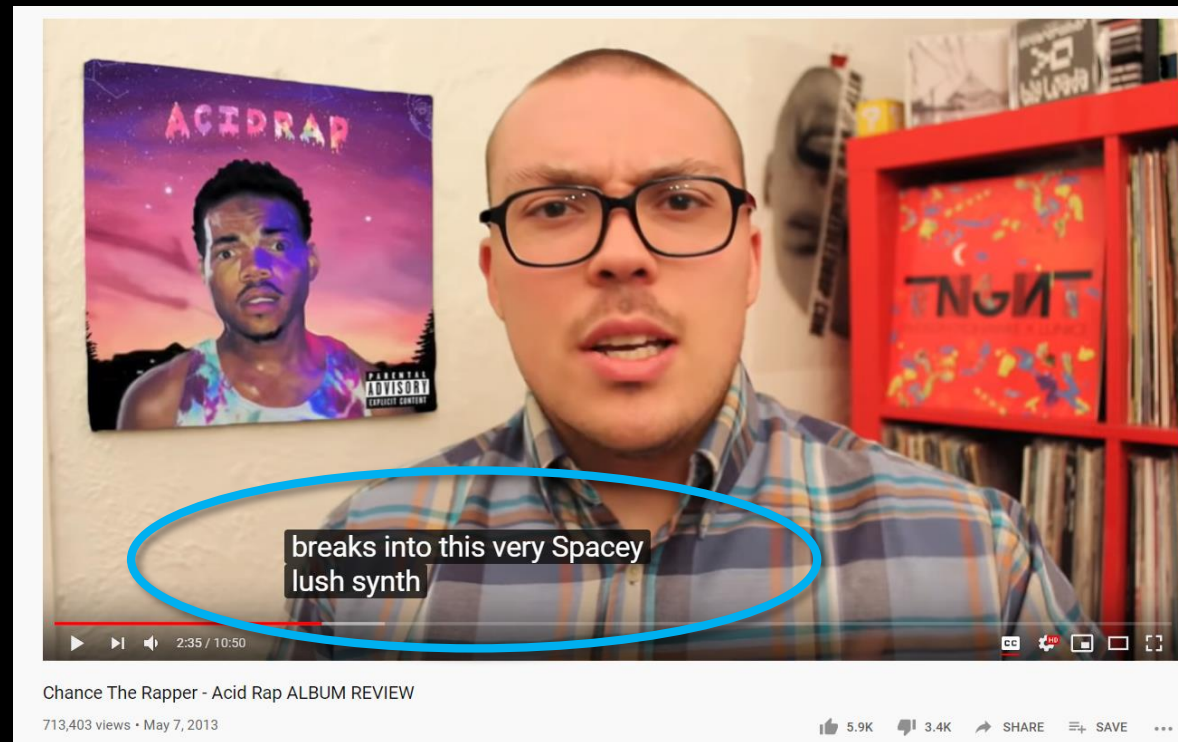 ACIDRAP
PARENTAL
ADVISORY
EXPLICIT CONTENT
TNGHT
breaks into this very Spacey
lush synth
2:35 / 10:50
CC
HD
Chance The Rapper - Acid Rap ALBUM REVIEW
713,403 views • May 7, 2013
5.9K
3.4K
SHARE
SAVE